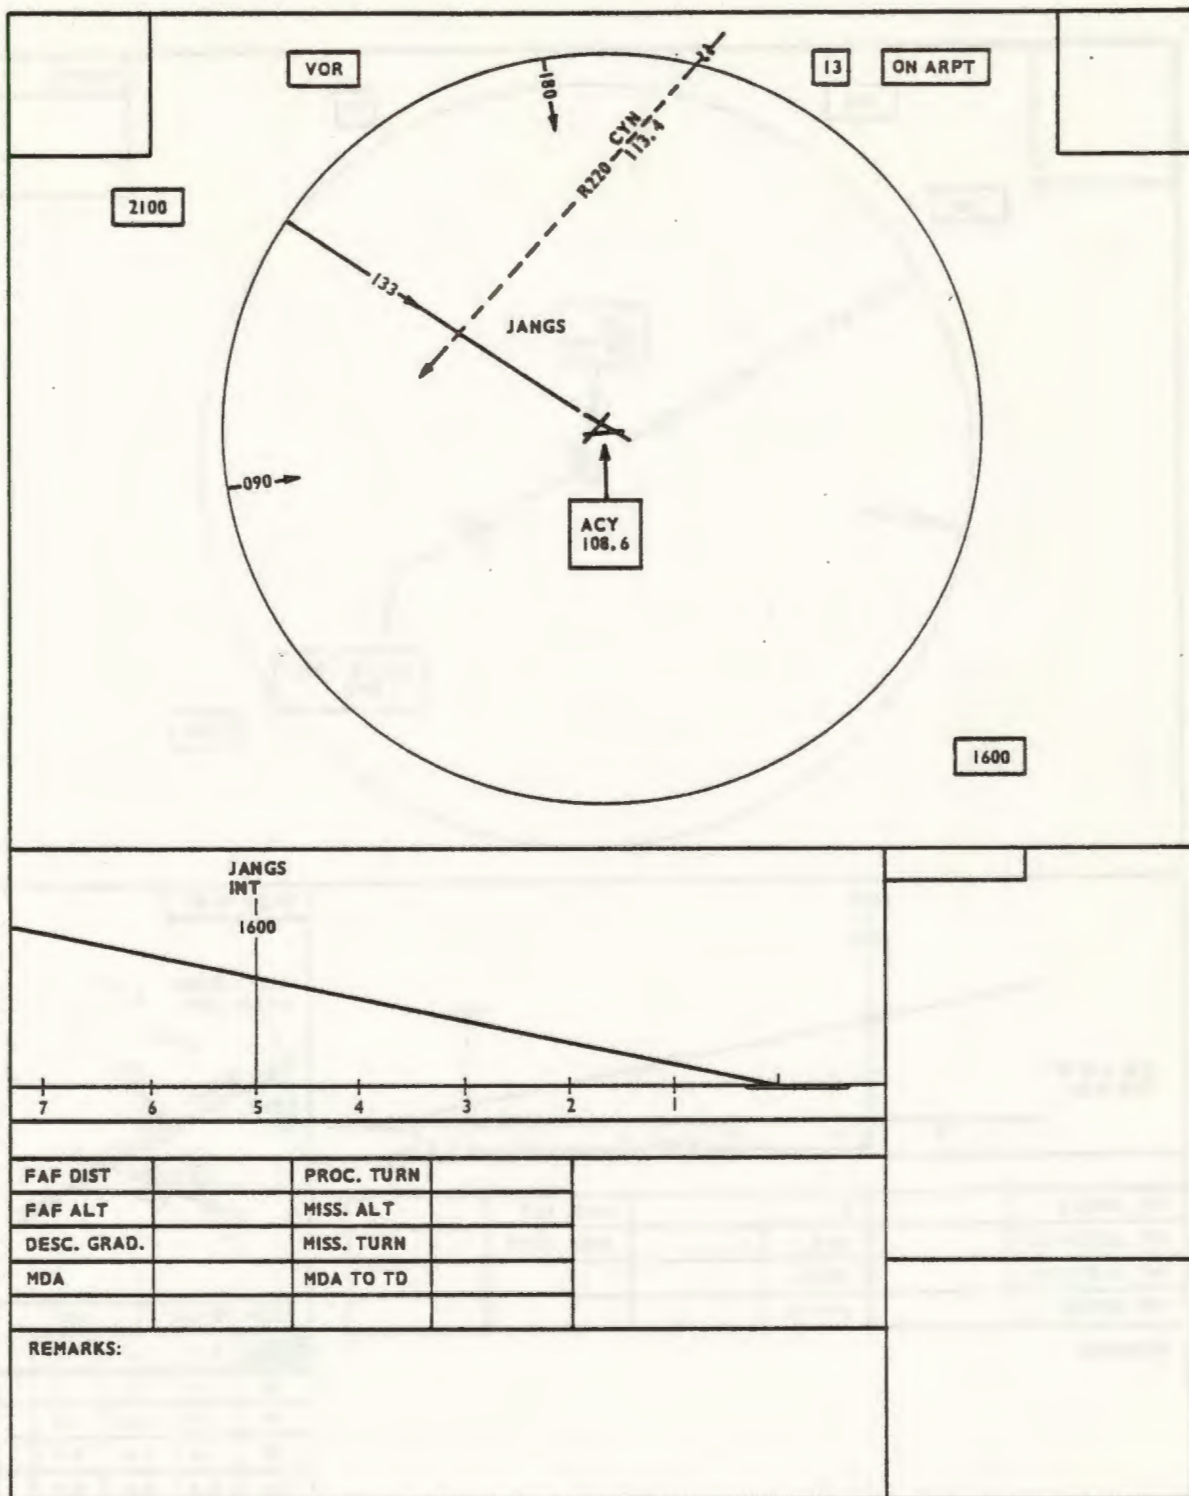 VOR
13
ON ARPT
180
CYN
R220
113.4
2100
133
JANGS
090
ACY
108.6
1600
JANGS
INT
1600
7 6 5 4 3 2 1
FAF DIST PROC. TURN
FAF ALT MISS. ALT
DESC. GRAD. MISS. TURN
MDA MDA TO TD
REMARKS: